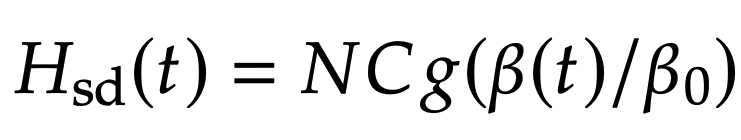 H_sd(t) = NCg(β(t)/β_0)